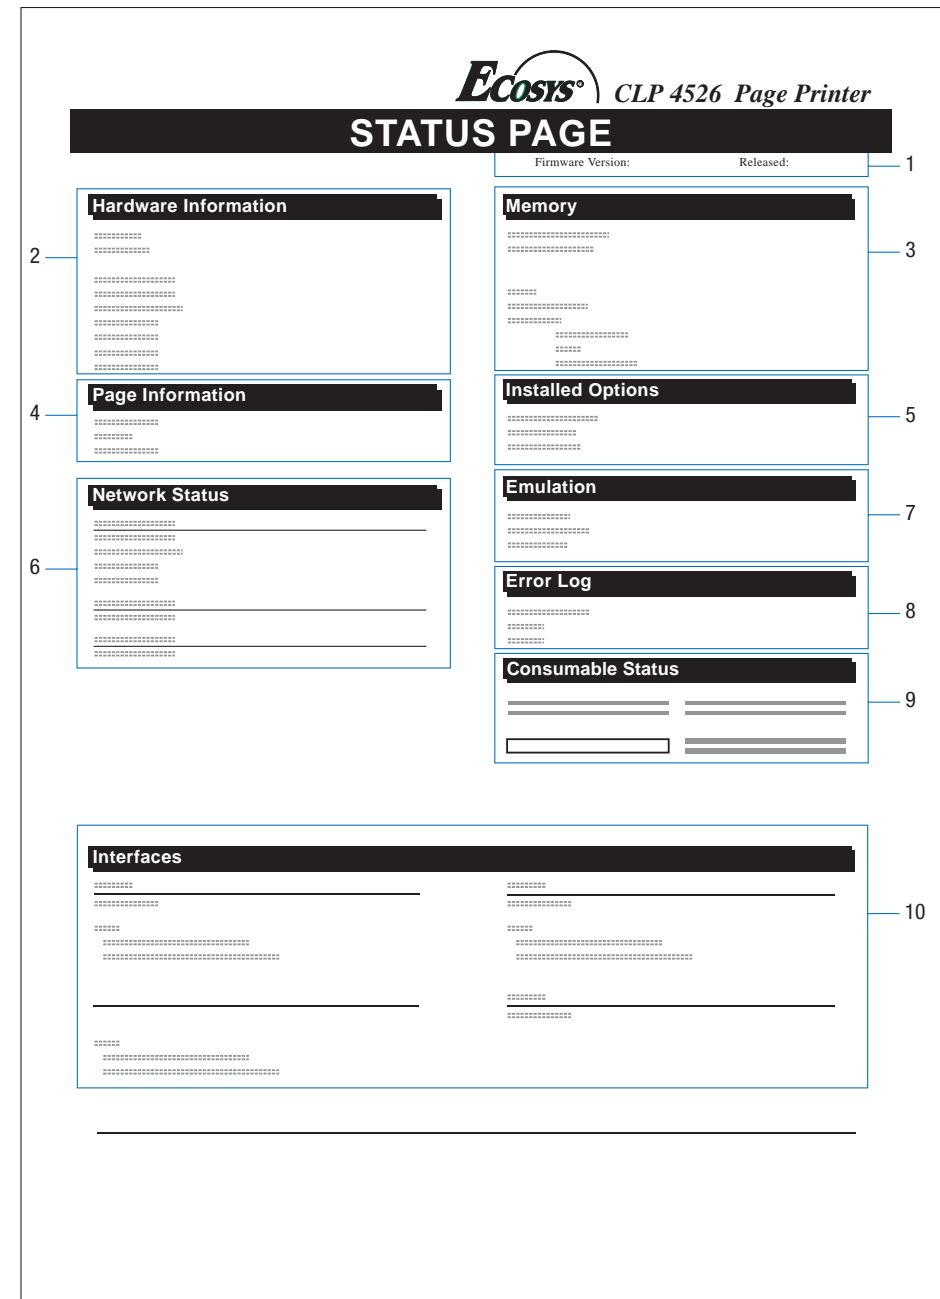 Ecosys® CLP 4526 Page Printer
STATUS PAGE
Firmware Version: Released:
1
Hardware Information
2
Memory
3
Page Information
4
Installed Options
5
Network Status
6
Emulation
7
Error Log
8
Consumable Status
9
Interfaces
10